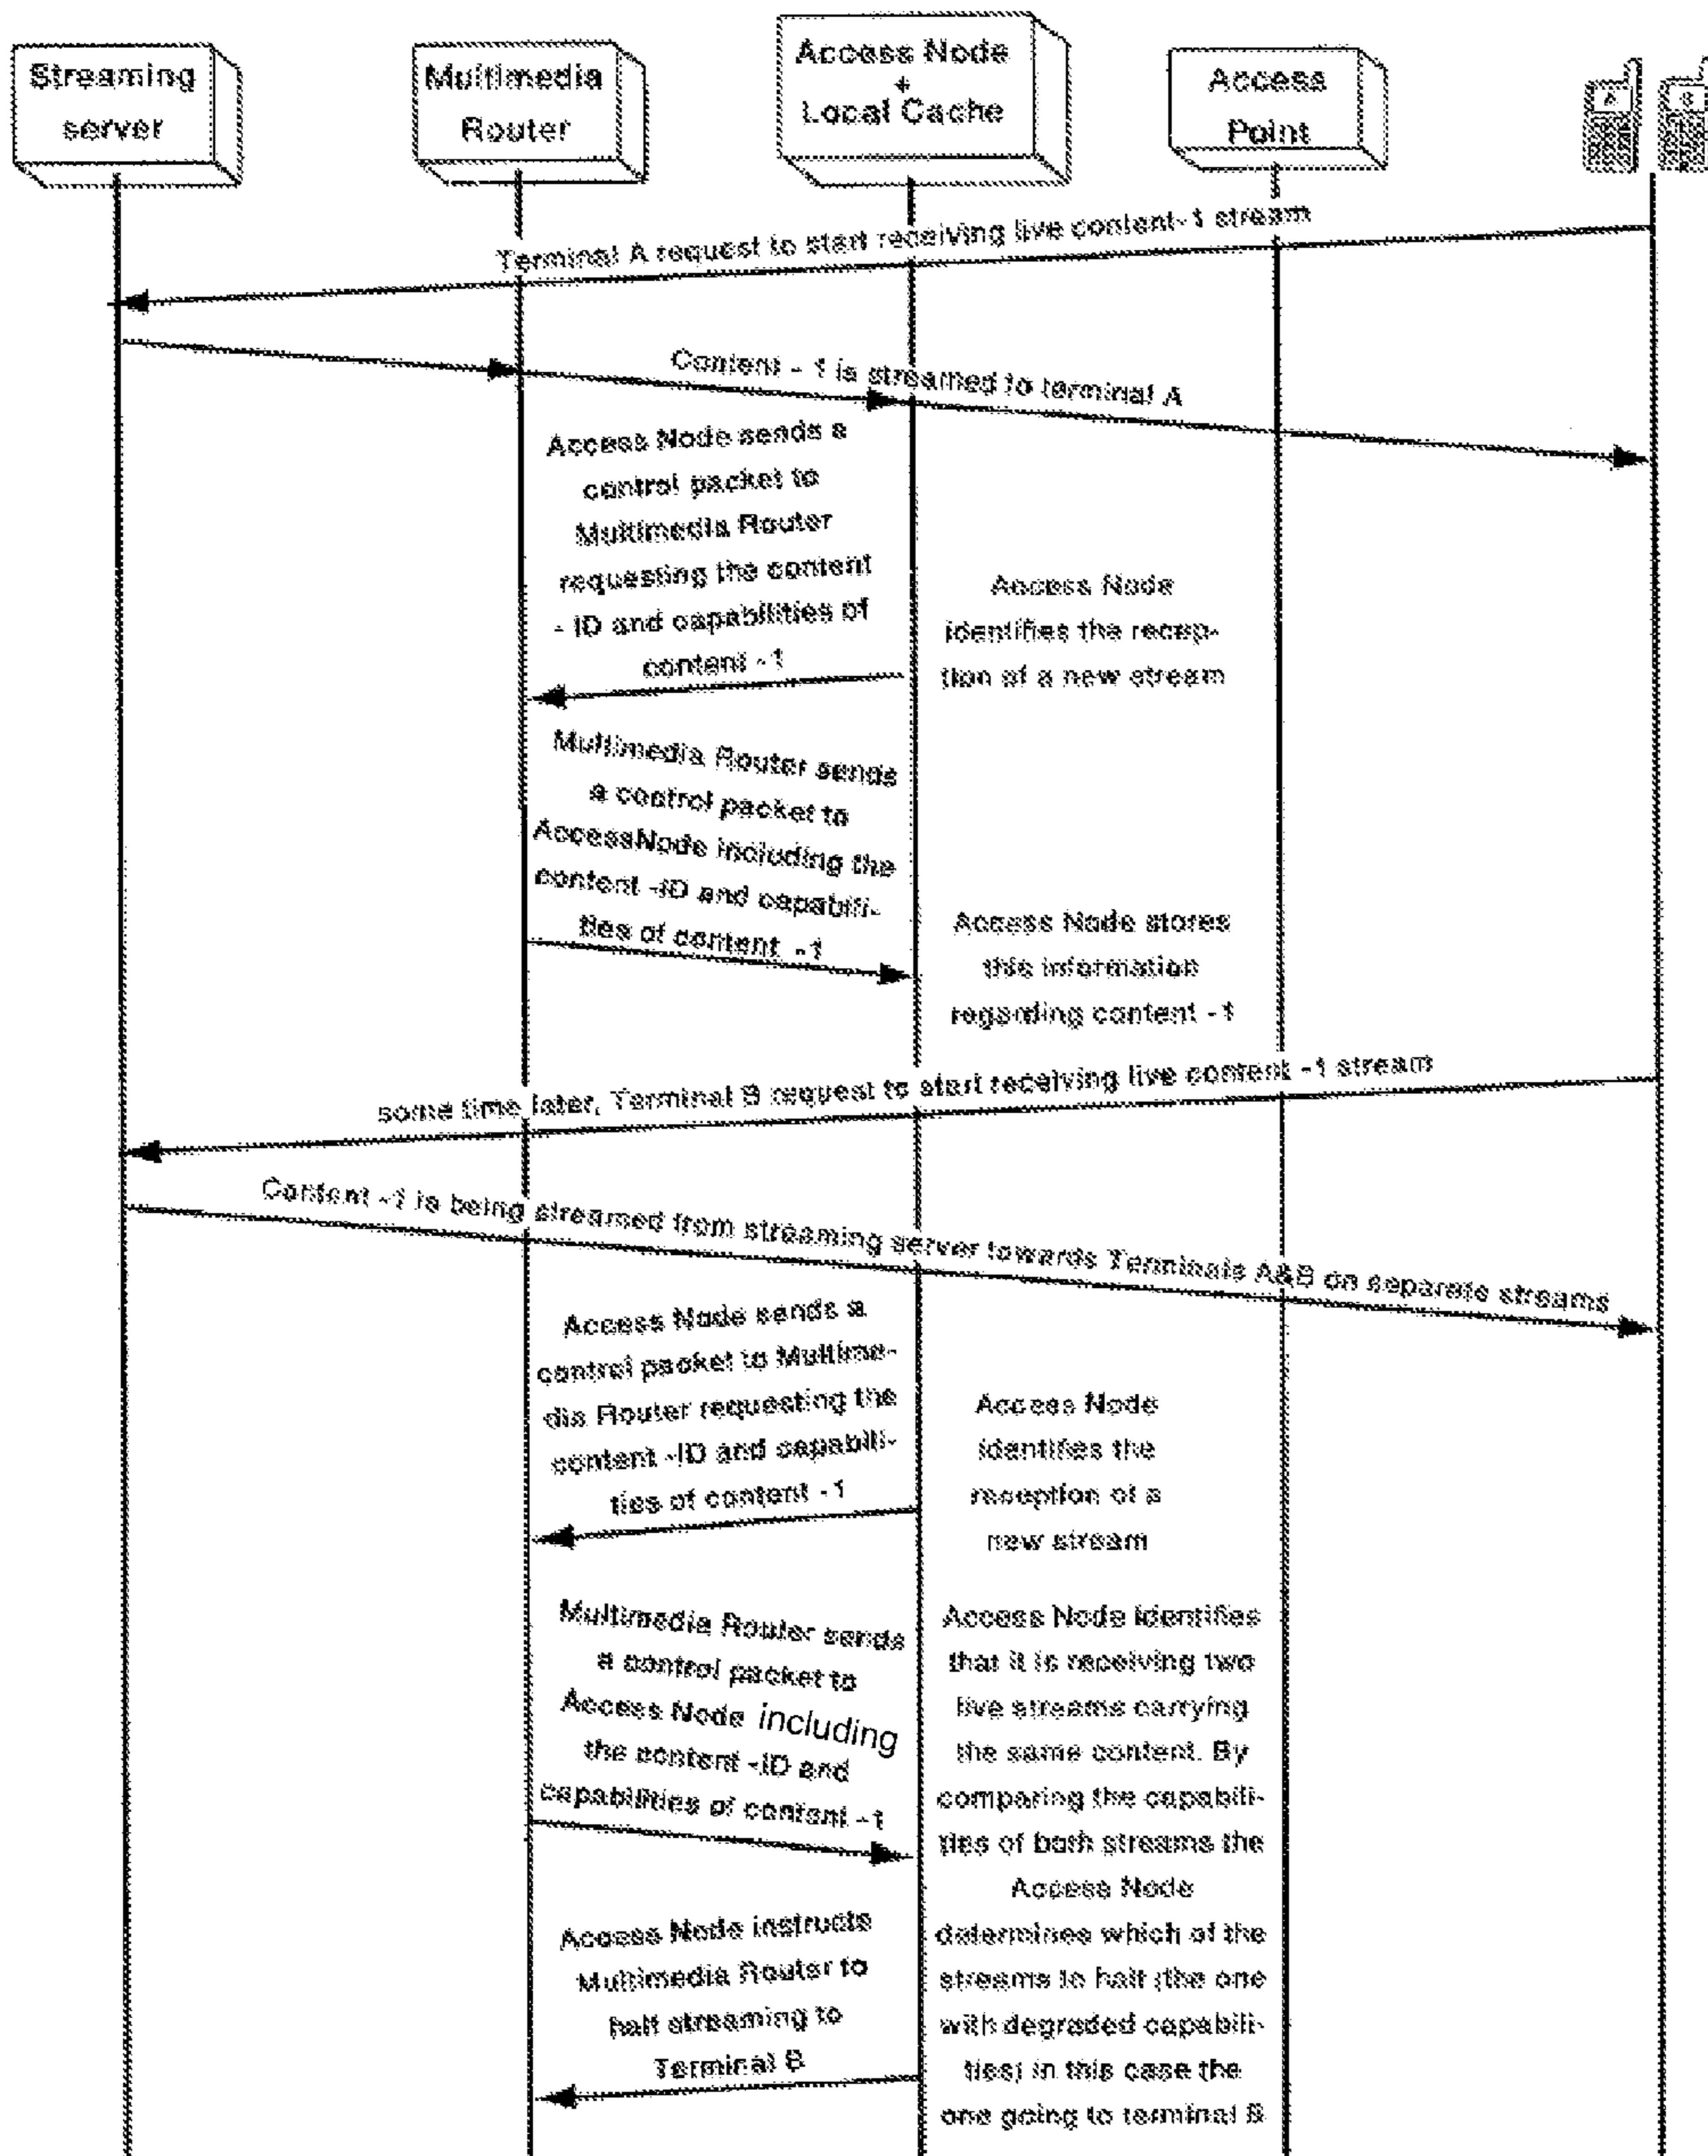 Streaming
server
Multimedia
Router
Access Node
+
Local Cache
Access
Point
A
B
Terminal A request to start receiving live content-1 stream
Content - 1 is streamed to terminal A
Access Node sends a
control packet to
Multimedia Router
requesting the content
- ID and capabilities of
content -1
Access Node
identifies the recep-
tion of a new stream
Multimedia Router sends
a control packet to
AccessNode including the
content -ID and capabili-
ties of content -1
Access Node stores
this information
regarding content -1
some time later, Terminal B request to start receiving live content -1 stream
Content -1 is being streamed from streaming server towards Terminals A&B on separate streams
Access Node sends a
control packet to Multime-
dia Router requesting the
content -ID and capabili-
ties of content -1
Access Node
identifies the
reception of a
new stream
Multimedia Router sends
a control packet to
Access Node including
the content -ID and
capabilities of content -1
Access Node identifies
that it is receiving two
live streams carrying
the same content. By
comparing the capabili-
ties of both streams the
Access Node
determines which of the
streams to halt (the one
with degraded capabili-
ties) in this case the
one going to terminal B
Access Node instructs
Multimedia Router to
halt streaming to
Terminal B